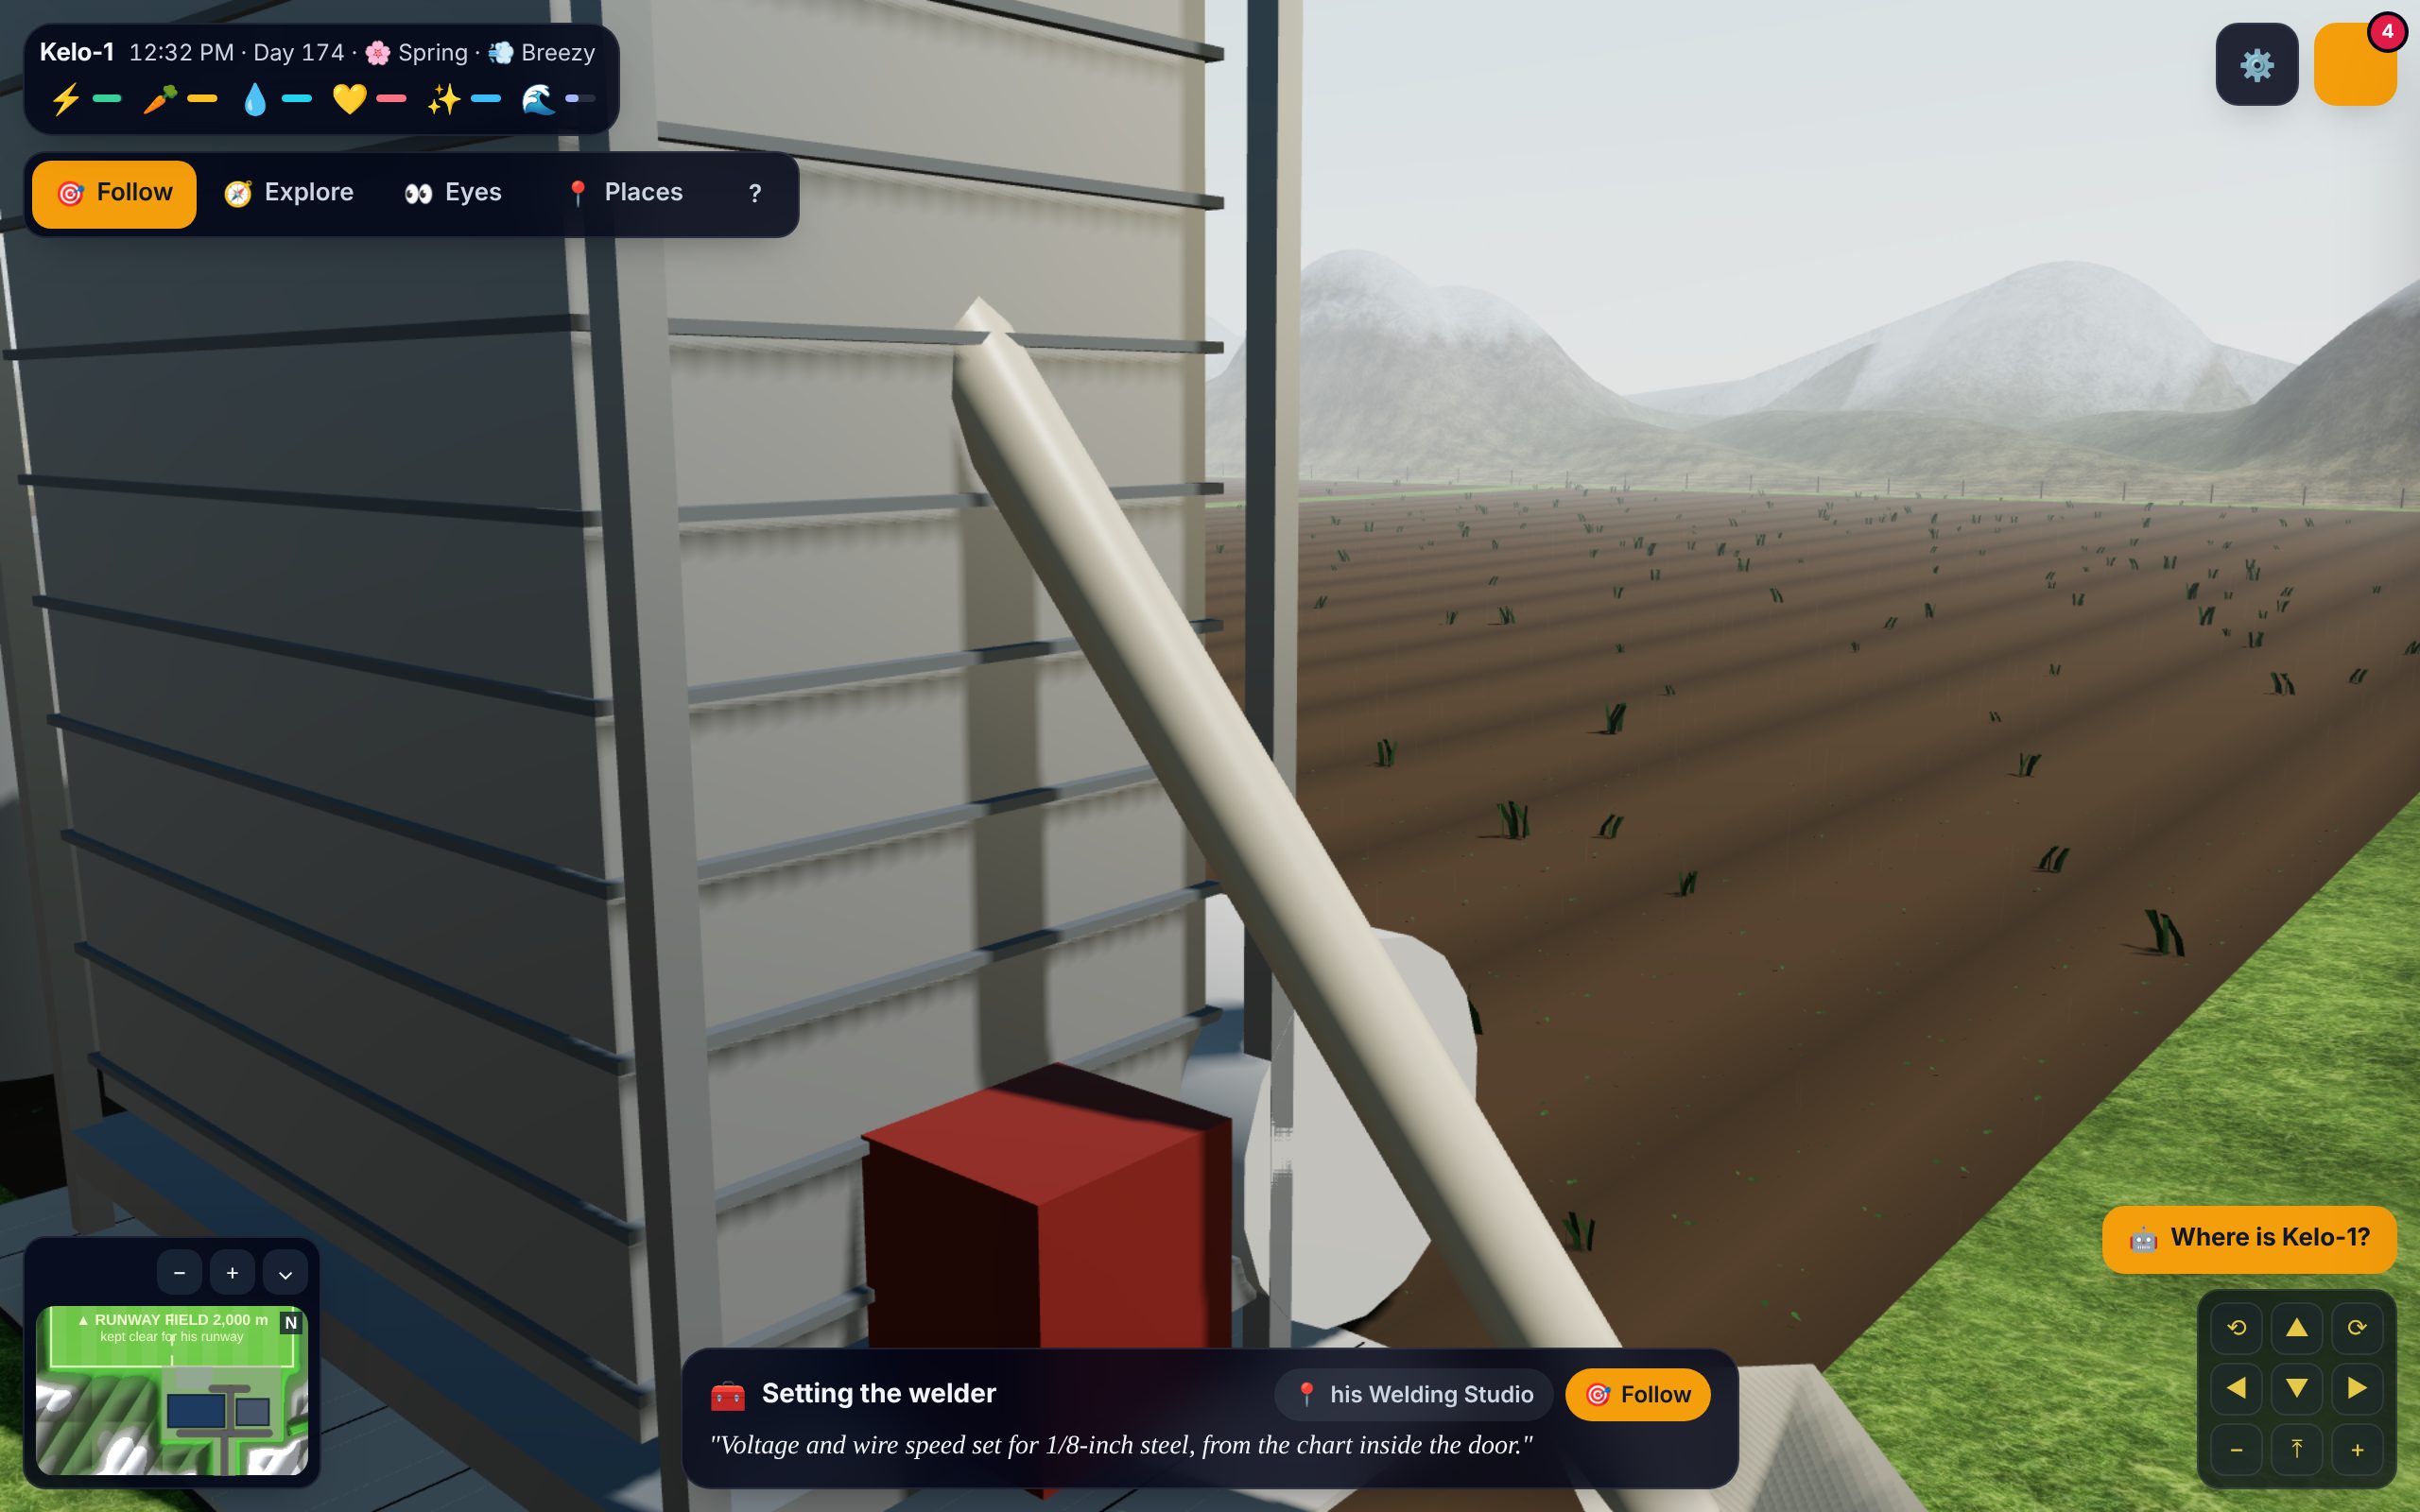 Kelo-1 12:32 PM · Day 174 · 🌸 Spring · 💨 Breezy
4
🎯 Follow 🧭 Explore 👀 Eyes 📍 Places ?
🤖 Where is Kelo-1?
− +
▲ RUNWAY FIELD 2,000 m N
kept clear for his runway
🧰 Setting the welder 📍 his Welding Studio 🎯 Follow
"Voltage and wire speed set for 1/8-inch steel, from the chart inside the door."
− +